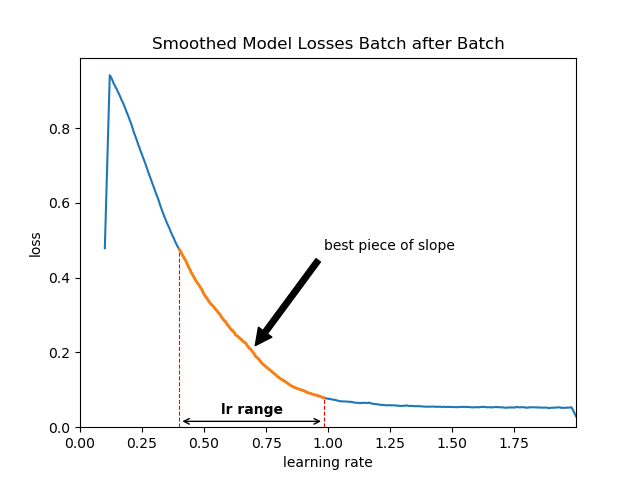 Smoothed Model Losses Batch after Batch
loss
0.8
0.6
0.4
0.2
0.0
best piece of slope
lr range
0.00 0.25 0.50 0.75 1.00 1.25 1.50 1.75
learning rate